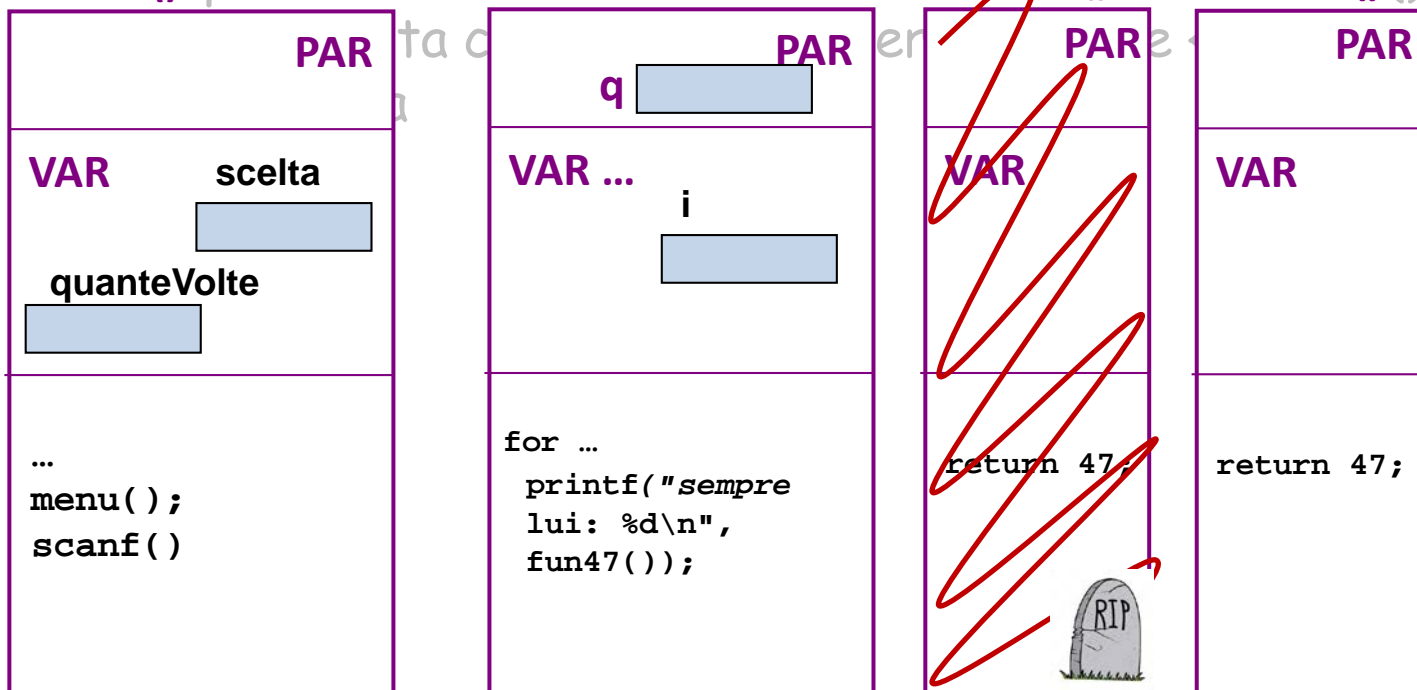 PAR
VAR
scelta
quanteVolte
…
menu();
scanf()
PAR
q
VAR …
i
for …
printf("sempre
lui: %d\n",
fun47());
PAR
VAR
return 47;
RIP
PAR
VAR
return 47;